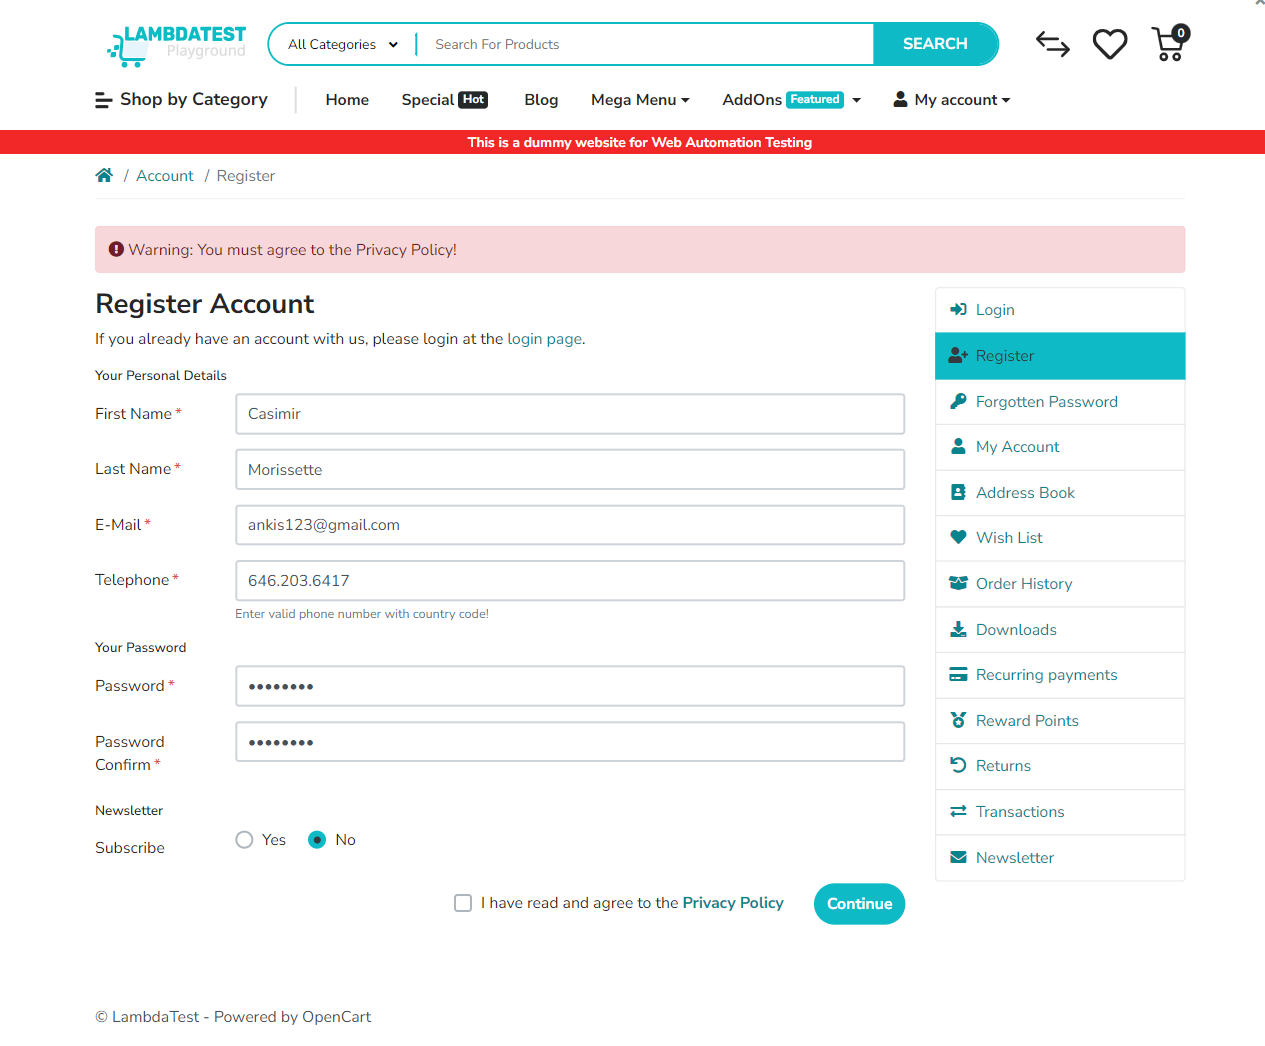 LAMBDATEST
Playground
All Categories
Search For Products
SEARCH
0
Shop by Category
Home
Special Hot
Blog
Mega Menu
AddOns Featured
My account
This is a dummy website for Web Automation Testing
/ Account / Register
Warning: You must agree to the Privacy Policy!
Register Account
If you already have an account with us, please login at the login page.
Your Personal Details
First Name *
Casimir
Last Name *
Morissette
E-Mail *
ankis123@gmail.com
Telephone *
646.203.6417
Enter valid phone number with country code!
Your Password
Password *
••••••••
Password
Confirm *
••••••••
Newsletter
Subscribe
Yes
No
I have read and agree to the Privacy Policy
Continue
Login
Register
Forgotten Password
My Account
Address Book
Wish List
Order History
Downloads
Recurring payments
Reward Points
Returns
Transactions
Newsletter
© LambdaTest - Powered by OpenCart